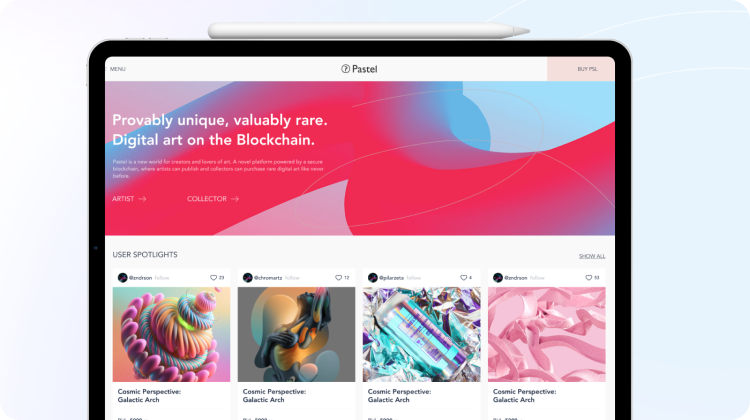 MENU
Pastel
BUY PSL
Provably unique, valuably rare.
Digital art on the Blockchain.
Pastel is a new world for creators and lovers of art. A novel platform powered by a secure
blockchain, where artists can publish and collectors can purchase rare digital art like never
before.
ARTIST → COLLECTOR →
USER SPOTLIGHTS
SHOW ALL
@zndrson follow 23
@chromartz follow 12
@pilarzeta follow 4
@zndrson follow 53
Cosmic Perspective:
Galactic Arch
Cosmic Perspective:
Galactic Arch
Cosmic Perspective:
Galactic Arch
Cosmic Perspective:
Galactic Arch